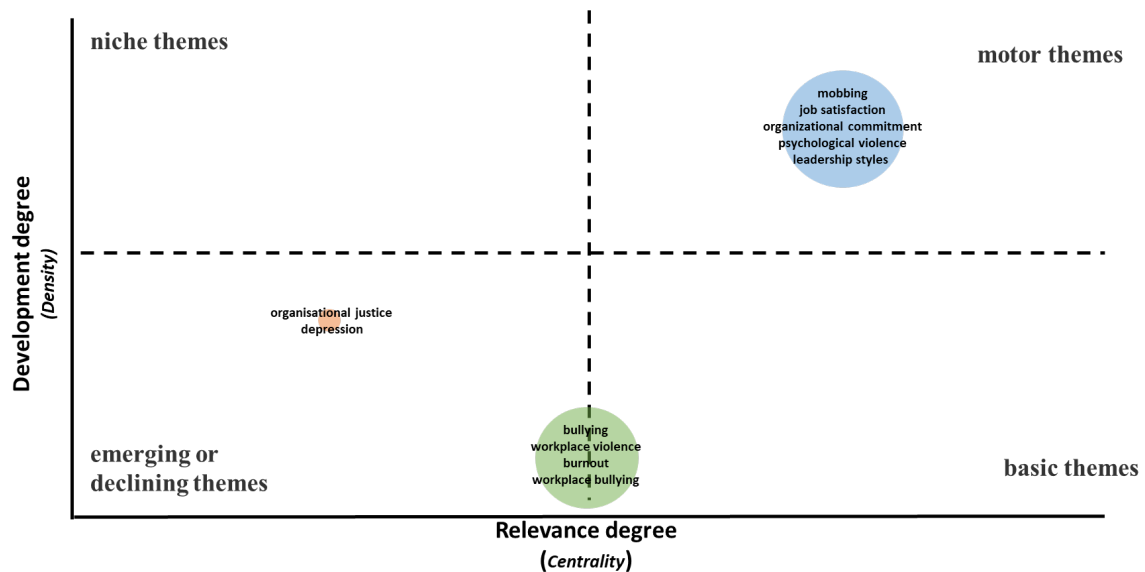 niche themes
motor themes
mobbing
job satisfaction
organizational commitment
psychological violence
leadership styles
Development degree
(Density)
organisational justice
depression
bullying
workplace violence
burnout
workplace bullying
emerging or
declining themes
basic themes
Relevance degree
(Centrality)